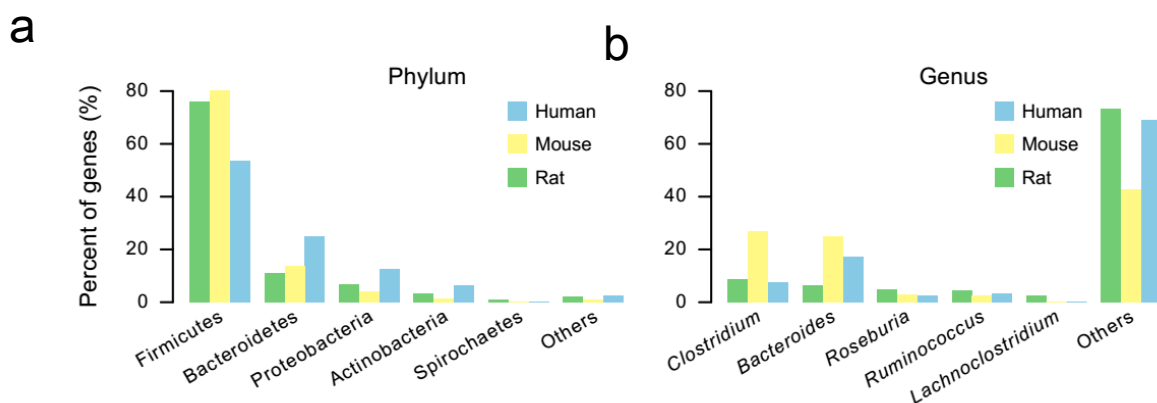 a
Phylum
Percent of genes (%)
80
60
40
20
0
Human
Mouse
Rat
Firmicutes
Bacteroidetes
Proteobacteria
Actinobacteria
Spirochaetes
Others
b
Genus
80
60
40
20
0
Human
Mouse
Rat
Clostridium
Bacteroides
Roseburia
Ruminococcus
Lachnoclostridium
Others